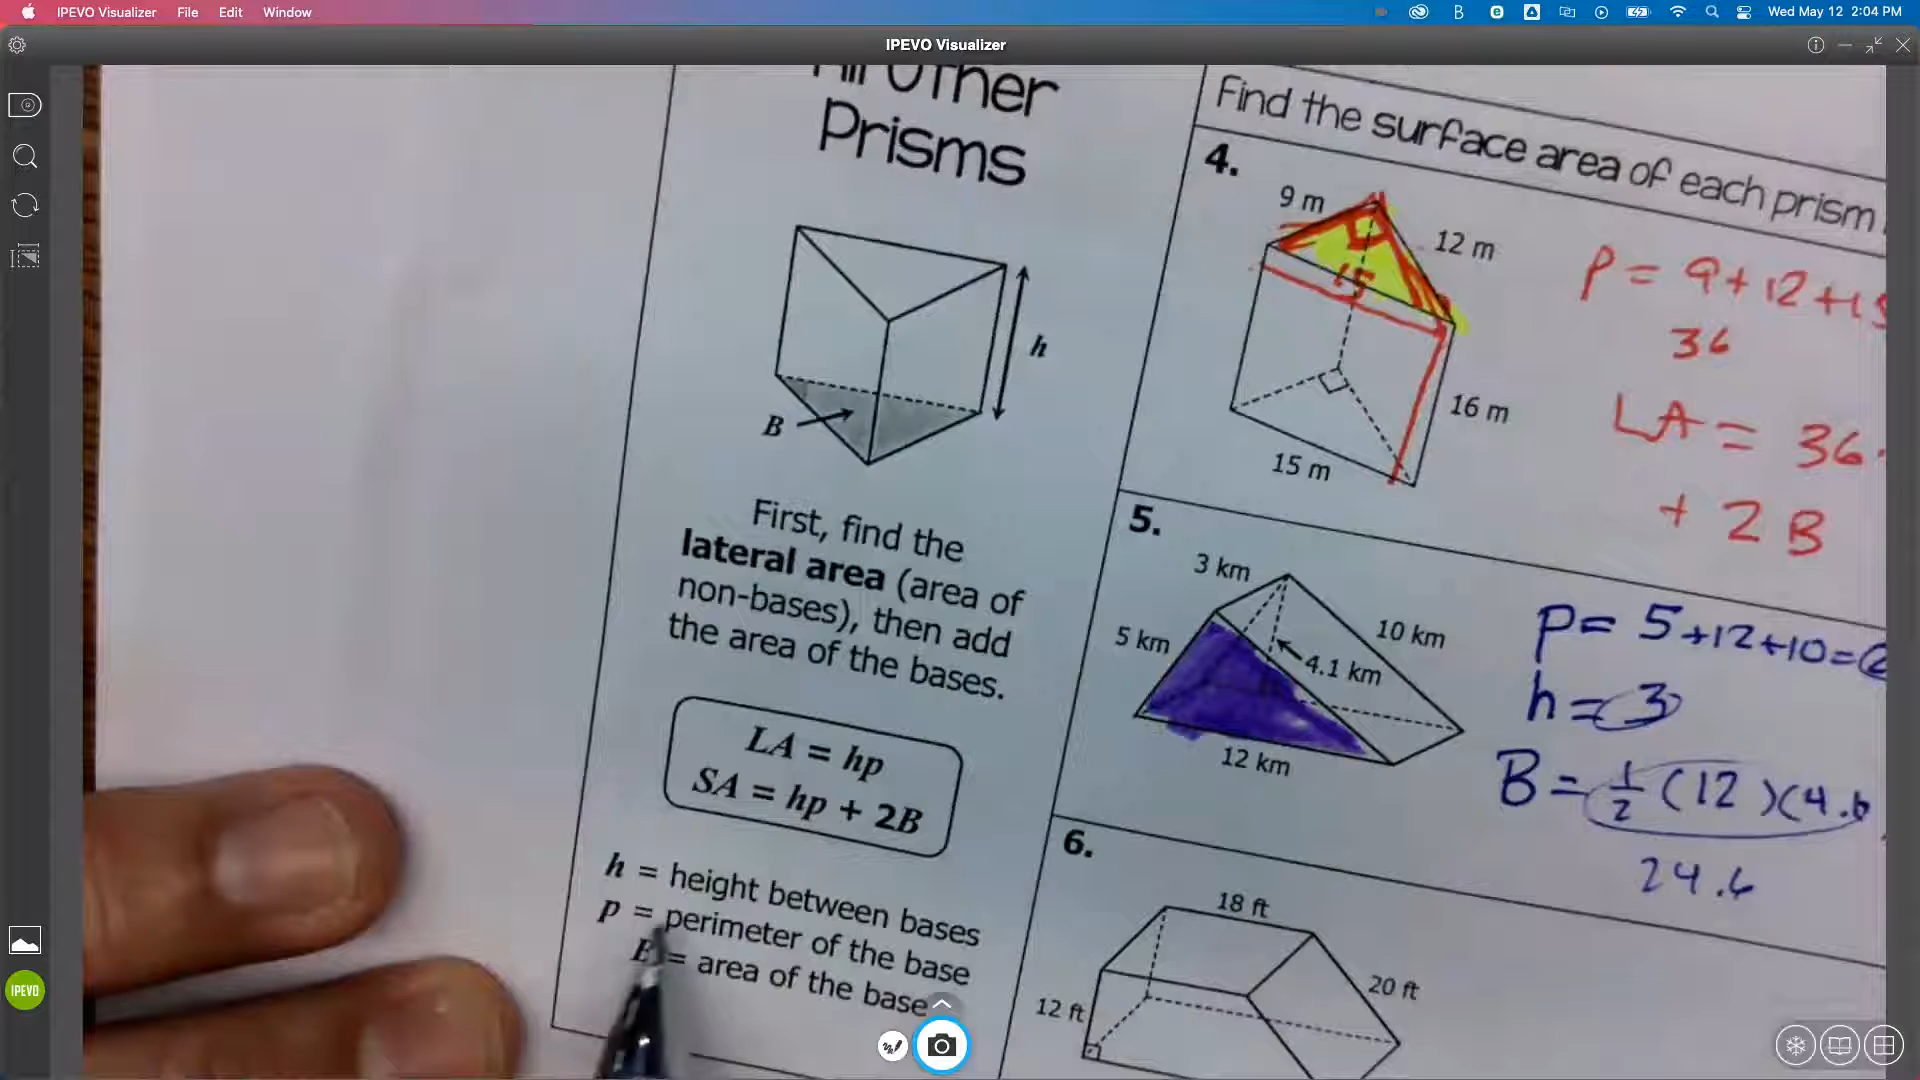 IPEVO Visualizer File Edit Window
Wed May 12 2:04 PM
IPEVO Visualizer
All Other
Prisms
h
B
First, find the
lateral area (area of
non-bases), then add
the area of the bases.
LA = hp
SA = hp + 2B
h = height between bases
p = perimeter of the base
B = area of the base
Find the surface area of each prism
4.
9 m
12 m
15
16 m
15 m
P = 9+12+15
36
LA = 36.
+ 2 B
5.
3 km
5 km
10 km
4.1 km
12 km
P= 5+12+10=
h=3
B= 1/2 (12)(4.
24.6
6.
18 ft
20 ft
12 ft
IPEVO